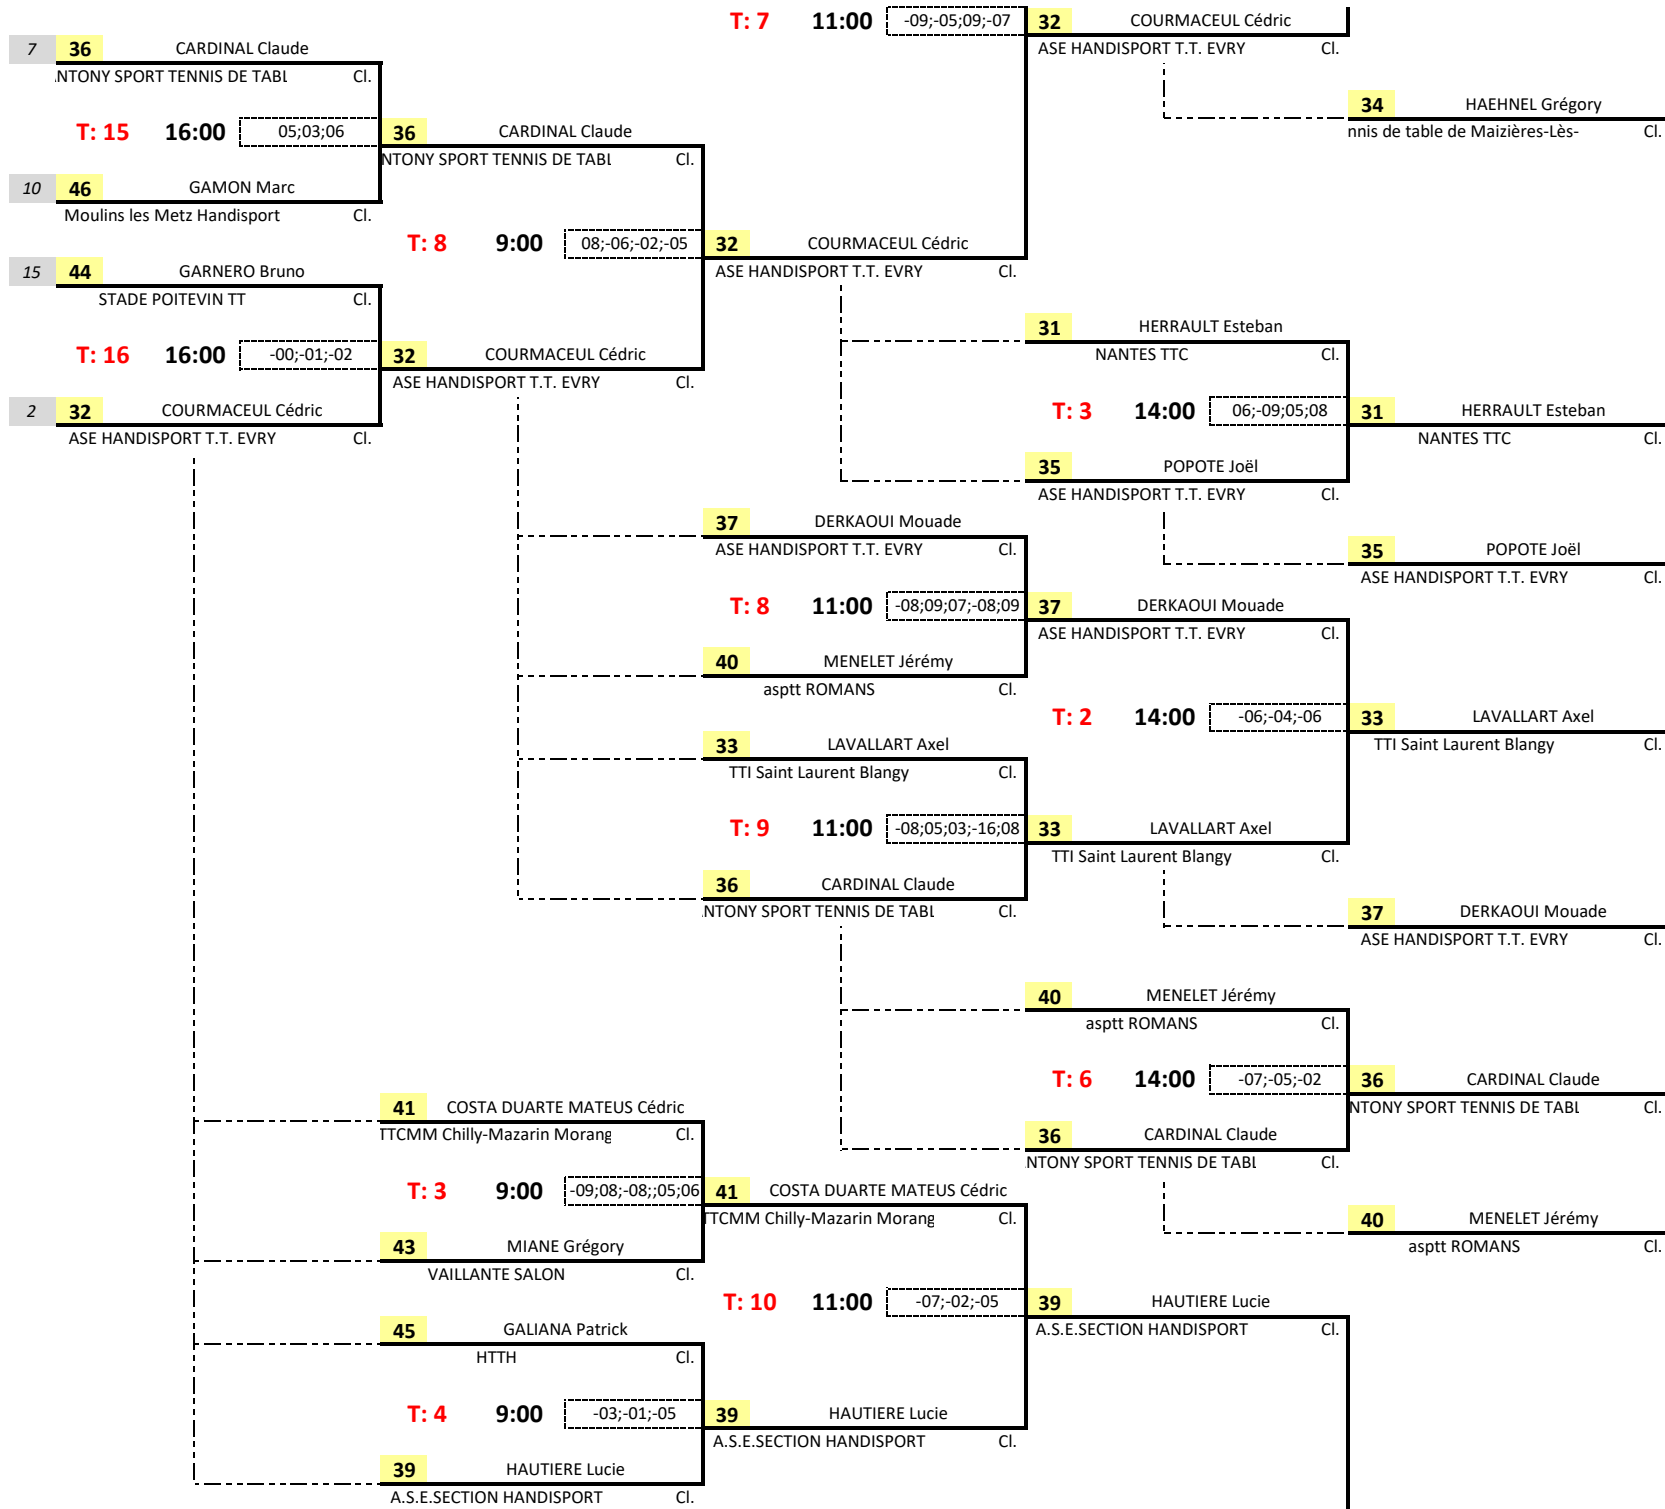 T: 7 11:00 -09;-05;09;-07 32 COURMACEUL Cédric
7 36 CARDINAL Claude ASE HANDISPORT T.T. EVRY Cl.
NTONY SPORT TENNIS DE TABL Cl.
34 HAEHNEL Grégory
T: 15 16:00 05;03;06 36 CARDINAL Claude nnis de table de Maizières-Lès- Cl.
NTONY SPORT TENNIS DE TABL Cl.
10 46 GAMON Marc
Moulins les Metz Handisport Cl.
T: 8 9:00 08;-06;-02;-05 32 COURMACEUL Cédric
15 44 GARNERO Bruno ASE HANDISPORT T.T. EVRY Cl.
STADE POITEVIN TT Cl.
31 HERRAULT Esteban
T: 16 16:00 -00;-01;-02 32 COURMACEUL Cédric NANTES TTC Cl.
ASE HANDISPORT T.T. EVRY Cl.
2 32 COURMACEUL Cédric T: 3 14:00 06;-09;05;08 31 HERRAULT Esteban
ASE HANDISPORT T.T. EVRY Cl. NANTES TTC Cl.
35 POPOTE Joël
ASE HANDISPORT T.T. EVRY Cl.
37 DERKAOUI Mouade
ASE HANDISPORT T.T. EVRY Cl. 35 POPOTE Joël
ASE HANDISPORT T.T. EVRY Cl.
T: 8 11:00 -08;09;07;-08;09 37 DERKAOUI Mouade
ASE HANDISPORT T.T. EVRY Cl.
40 MENELET Jérémy
asptt ROMANS Cl.
T: 2 14:00 -06;-04;-06 33 LAVALLART Axel
33 LAVALLART Axel TTI Saint Laurent Blangy Cl.
TTI Saint Laurent Blangy Cl.
T: 9 11:00 -08;05;03;-16;08 33 LAVALLART Axel
TTI Saint Laurent Blangy Cl.
36 CARDINAL Claude
NTONY SPORT TENNIS DE TABL Cl. 37 DERKAOUI Mouade
ASE HANDISPORT T.T. EVRY Cl.
40 MENELET Jérémy
asptt ROMANS Cl.
T: 6 14:00 -07;-05;-02 36 CARDINAL Claude
41 COSTA DUARTE MATEUS Cédric NTONY SPORT TENNIS DE TABL Cl.
TTCMM Chilly-Mazarin Morang Cl. 36 CARDINAL Claude
NTONY SPORT TENNIS DE TABL Cl.
T: 3 9:00 -09;08;-08;;05;06 41 COSTA DUARTE MATEUS Cédric
TTCMM Chilly-Mazarin Morang Cl. 40 MENELET Jérémy
43 MIANE Grégory asptt ROMANS Cl.
VAILLANTE SALON Cl.
T: 10 11:00 -07;-02;-05 39 HAUTIERE Lucie
45 GALIANA Patrick A.S.E.SECTION HANDISPORT Cl.
HTTH Cl.
T: 4 9:00 -03;-01;-05 39 HAUTIERE Lucie
A.S.E.SECTION HANDISPORT Cl.
39 HAUTIERE Lucie
A.S.E.SECTION HANDISPORT Cl.